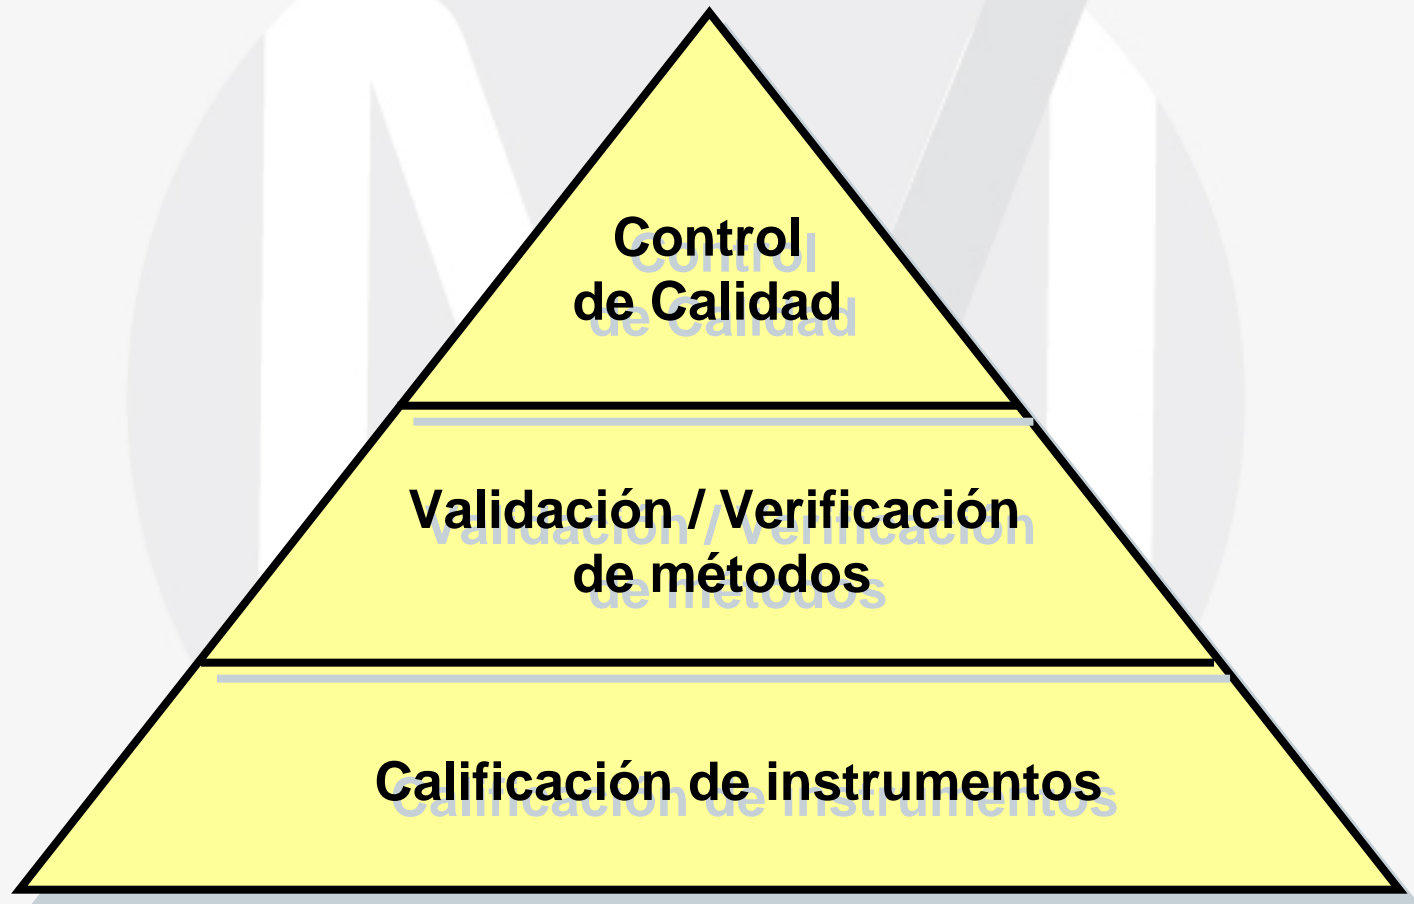 Control
de Calidad
Validación / Verificación
de métodos
Calificación de instrumentos